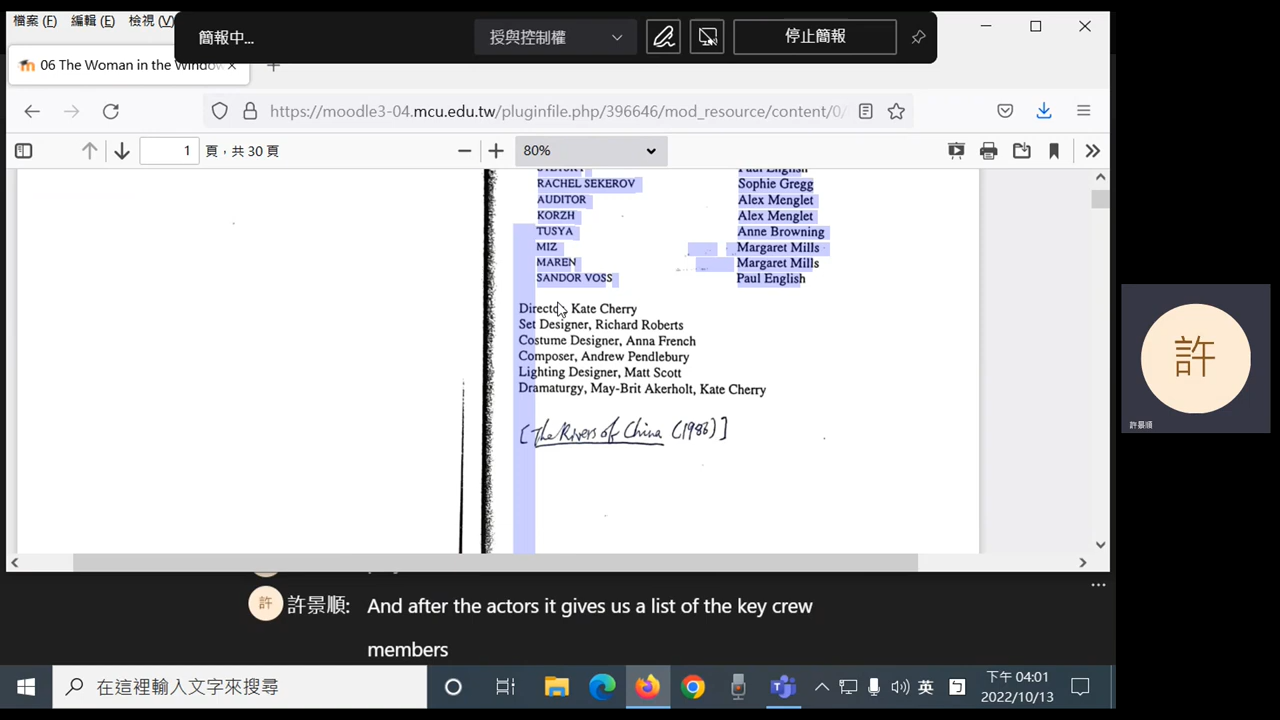 檔案 (F) 編輯 (E) 檢視 (V)
簡報中...
授與控制權
停止簡報
06 The Woman in the Window
https://moodle3-04.mcu.edu.tw/pluginfile.php/396646/mod_resource/content/0/
1 頁，共 30 頁
80%
Paul English
RACHEL SEKEROV Sophie Gregg
AUDITOR Alex Menglet
KORZH Alex Menglet
TUSYA Anne Browning
MIZ Margaret Mills
MAREN Margaret Mills
SANDOR VOSS Paul English
Director, Kate Cherry
Set Designer, Richard Roberts
Costume Designer, Anna French
Composer, Andrew Pendlebury
Lighting Designer, Matt Scott
Dramaturgy, May-Brit Akerholt, Kate Cherry
[The Rivers of China (1986)]
許
許景順
許 許景順: And after the actors it gives us a list of the key crew
members
在這裡輸入文字來搜尋
英
下午 04:01
2022/10/13